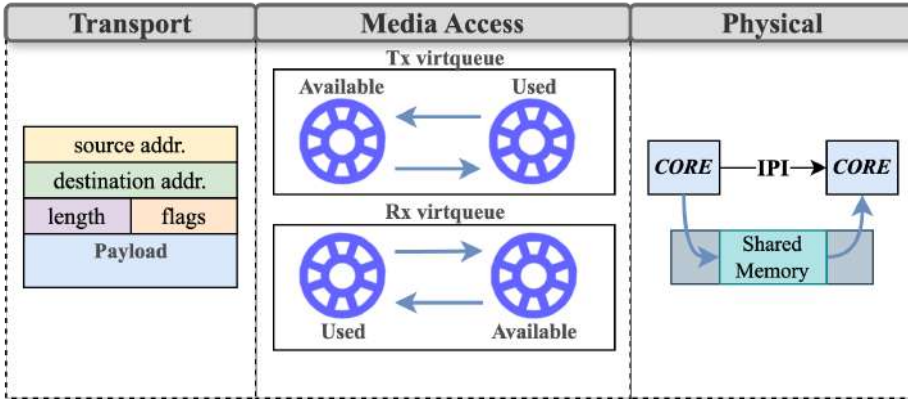 Transport
source addr.
destination addr.
length flags
Payload
Media Access
Tx virtqueue
Available Used
Rx virtqueue
Used Available
Physical
CORE IPI CORE
Shared
Memory